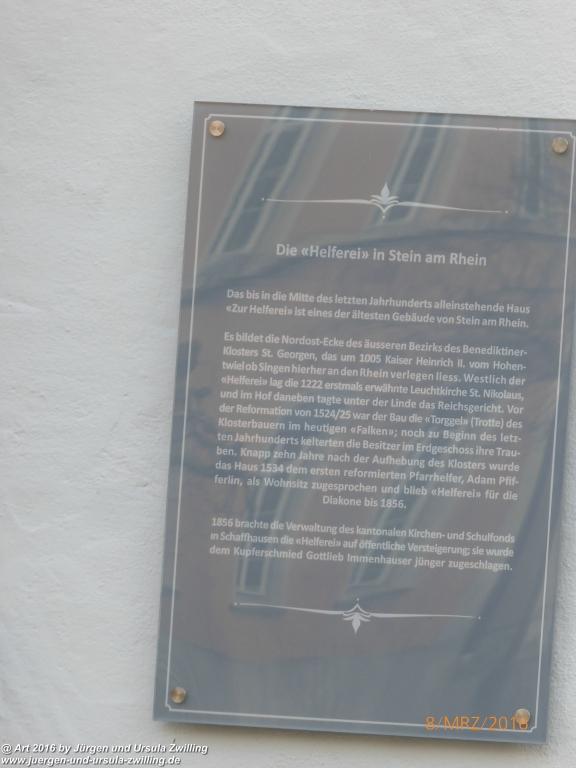 Die «Helferei» in Stein am Rhein
Das bis in die Mitte des letzten Jahrhunderts alleinstehende Haus
«Zur Helferei» ist eines der ältesten Gebäude von Stein am Rhein.
Es bildet die Nordost-Ecke des äusseren Bezirks des Benediktiner-
Klosters St. Georgen, das um 1005 Kaiser Heinrich II. vom Hohen-
twiel ob Singen hierher an den Rhein verlegen liess. Westlich der
«Helferei» lag die 1222 erstmals erwähnte Leutkirche St. Nikolaus,
und im Hof daneben tagte unter der Linde das Reichsgericht. Vor
der Reformation von 1524/25 war der Bau die «Torggel» (Trotte) des
Klosterbauern im heutigen «Falken»; noch zu Beginn des letz-
ten Jahrhunderts kelterten die Besitzer im Erdgeschoss ihre Trau-
ben. Knapp zehn Jahre nach der Aufhebung des Klosters wurde
das Haus 1534 dem ersten reformierten Pfarrhelfer, Adam Pfif-
ferlin, als Wohnsitz zugesprochen und blieb «Helferei» für die
Diakone bis 1856.
1856 brachte die Verwaltung des kantonalen Kirchen- und Schulfonds
in Schaffhausen die «Helferei» auf öffentliche Versteigerung; sie wurde
dem Kupferschmied Gottlieb Immenhauser jünger zugeschlagen.
8/MRZ/2016
@ Art 2016 by Jürgen und Ursula Zwilling
www.juergen-und-ursula-zwilling.de